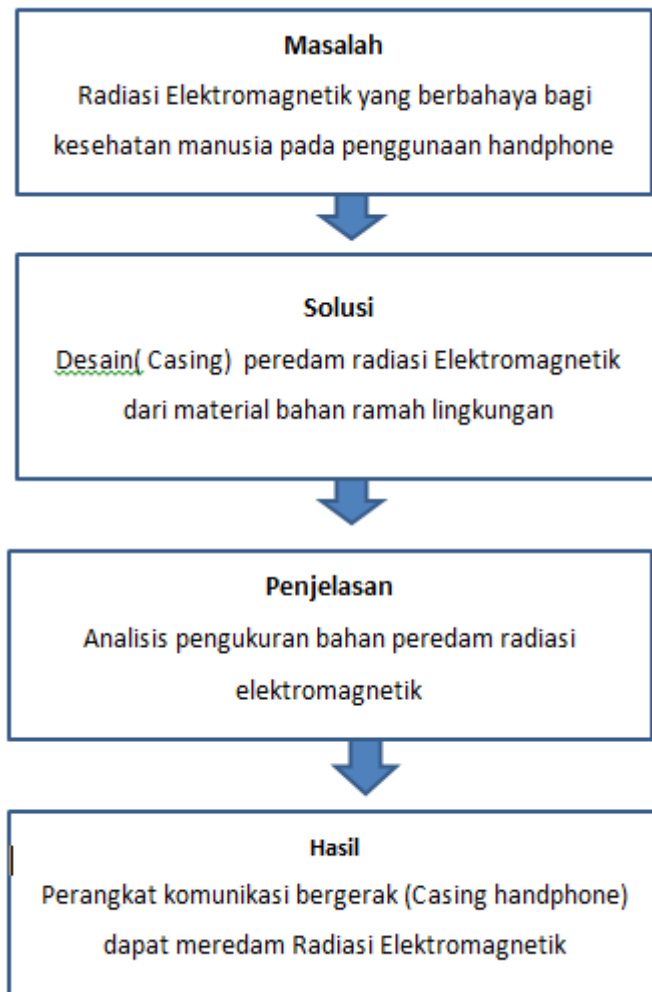 Masalah
Radiasi Elektromagnetik yang berbahaya bagi
kesehatan manusia pada penggunaan handphone
Solusi
Desain( Casing)  peredam radiasi Elektromagnetik
dari material bahan ramah lingkungan
Penjelasan
Analisis pengukuran bahan peredam radiasi
elektromagnetik
Hasil
Perangkat komunikasi bergerak (Casing handphone)
dapat meredam Radiasi Elektromagnetik